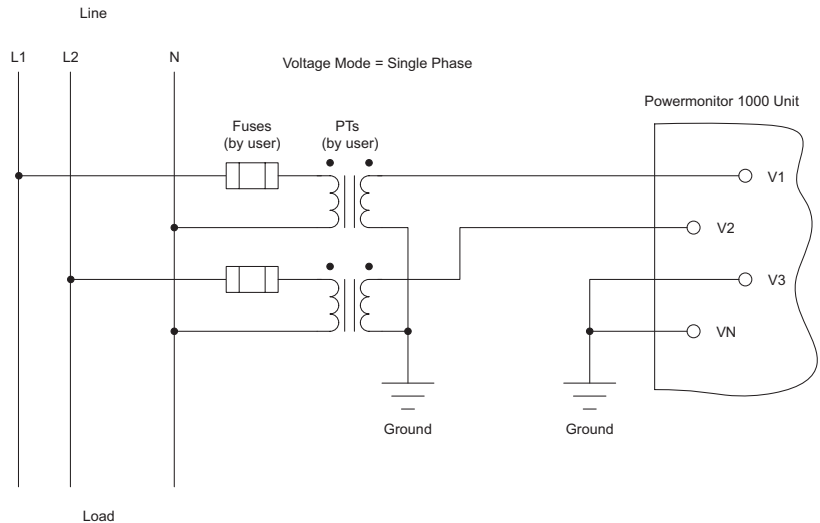 Line
L1
L2
N
Voltage Mode = Single Phase
Powermonitor 1000 Unit
Fuses
(by user)
PTs
(by user)
V1
V2
V3
VN
Ground
Ground
Load